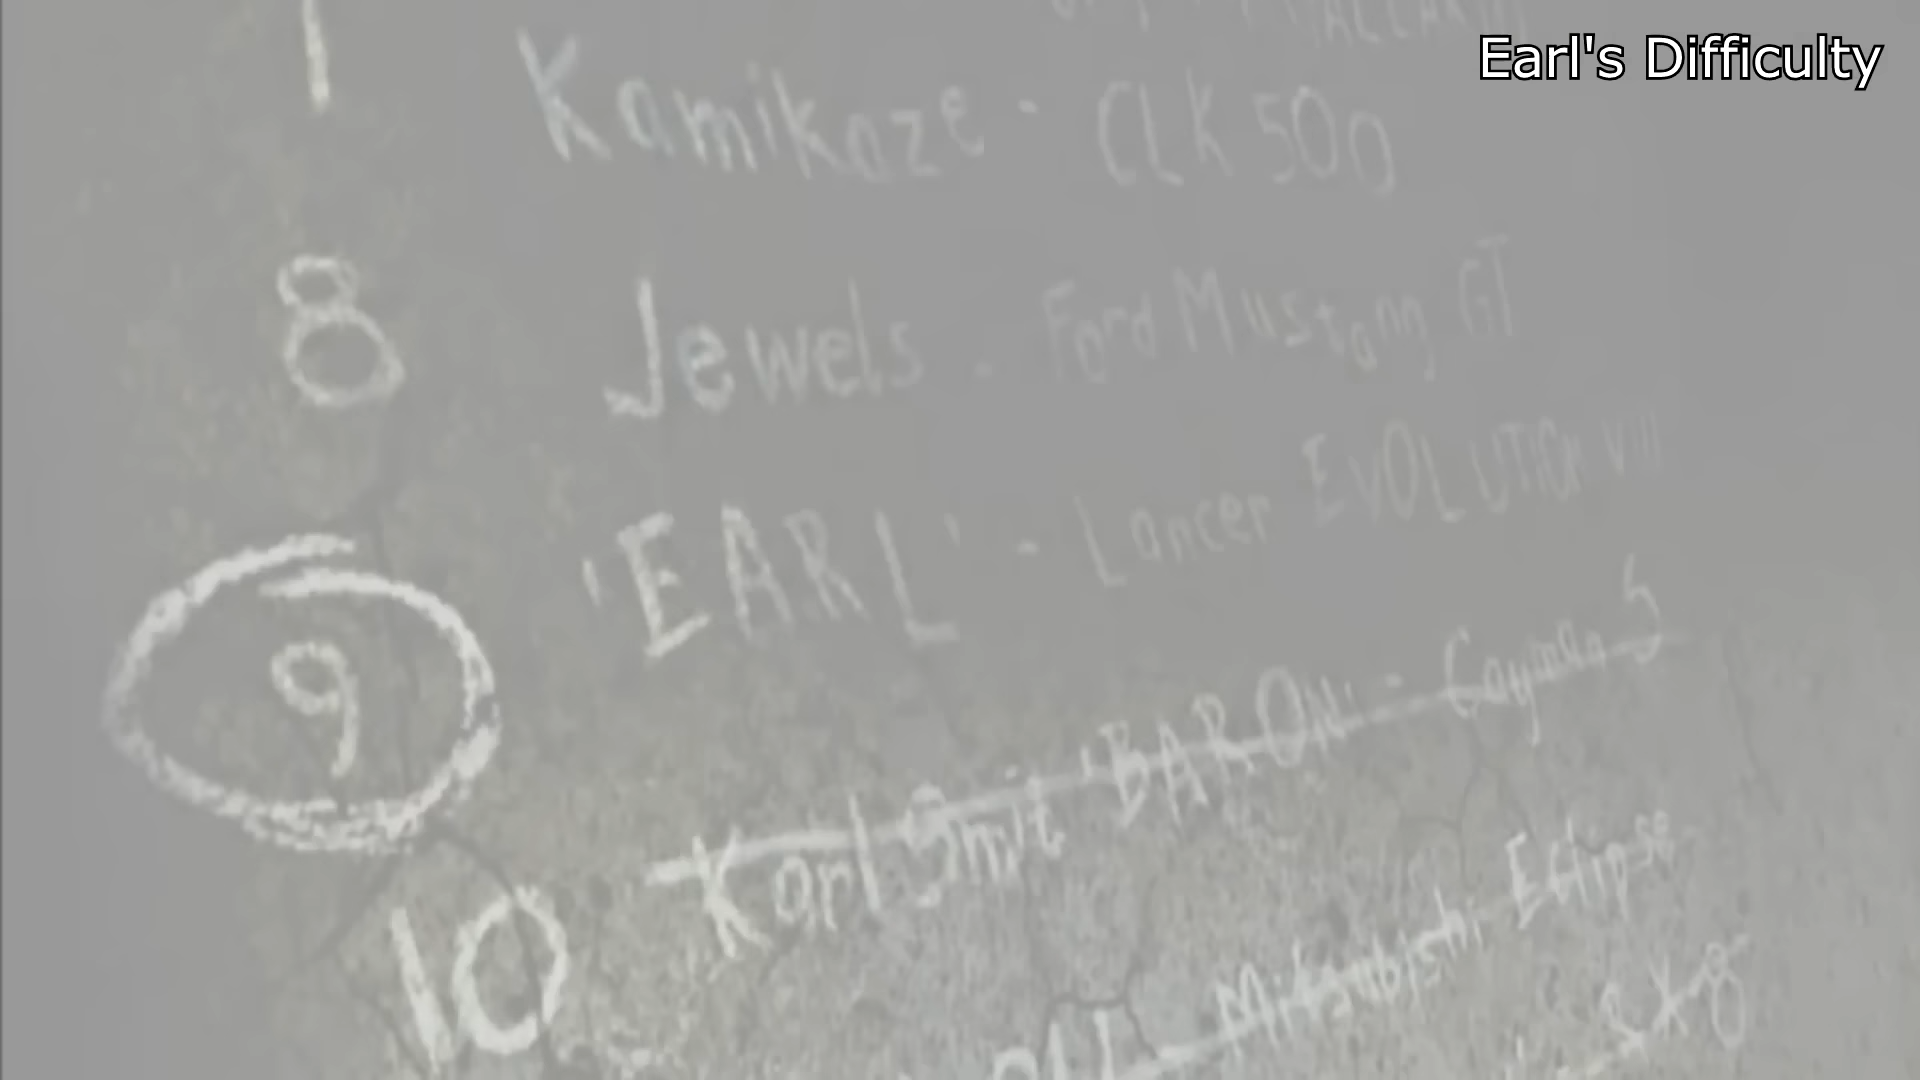 Earl's Difficulty
Kamikaze - CLK 500
8 Jewels - Ford Mustang GT
9 'EARL' - Lancer EVOLUTION VIII
10 Karl Smit 'BARON' - Cayman S
Mitsubishi Eclipse